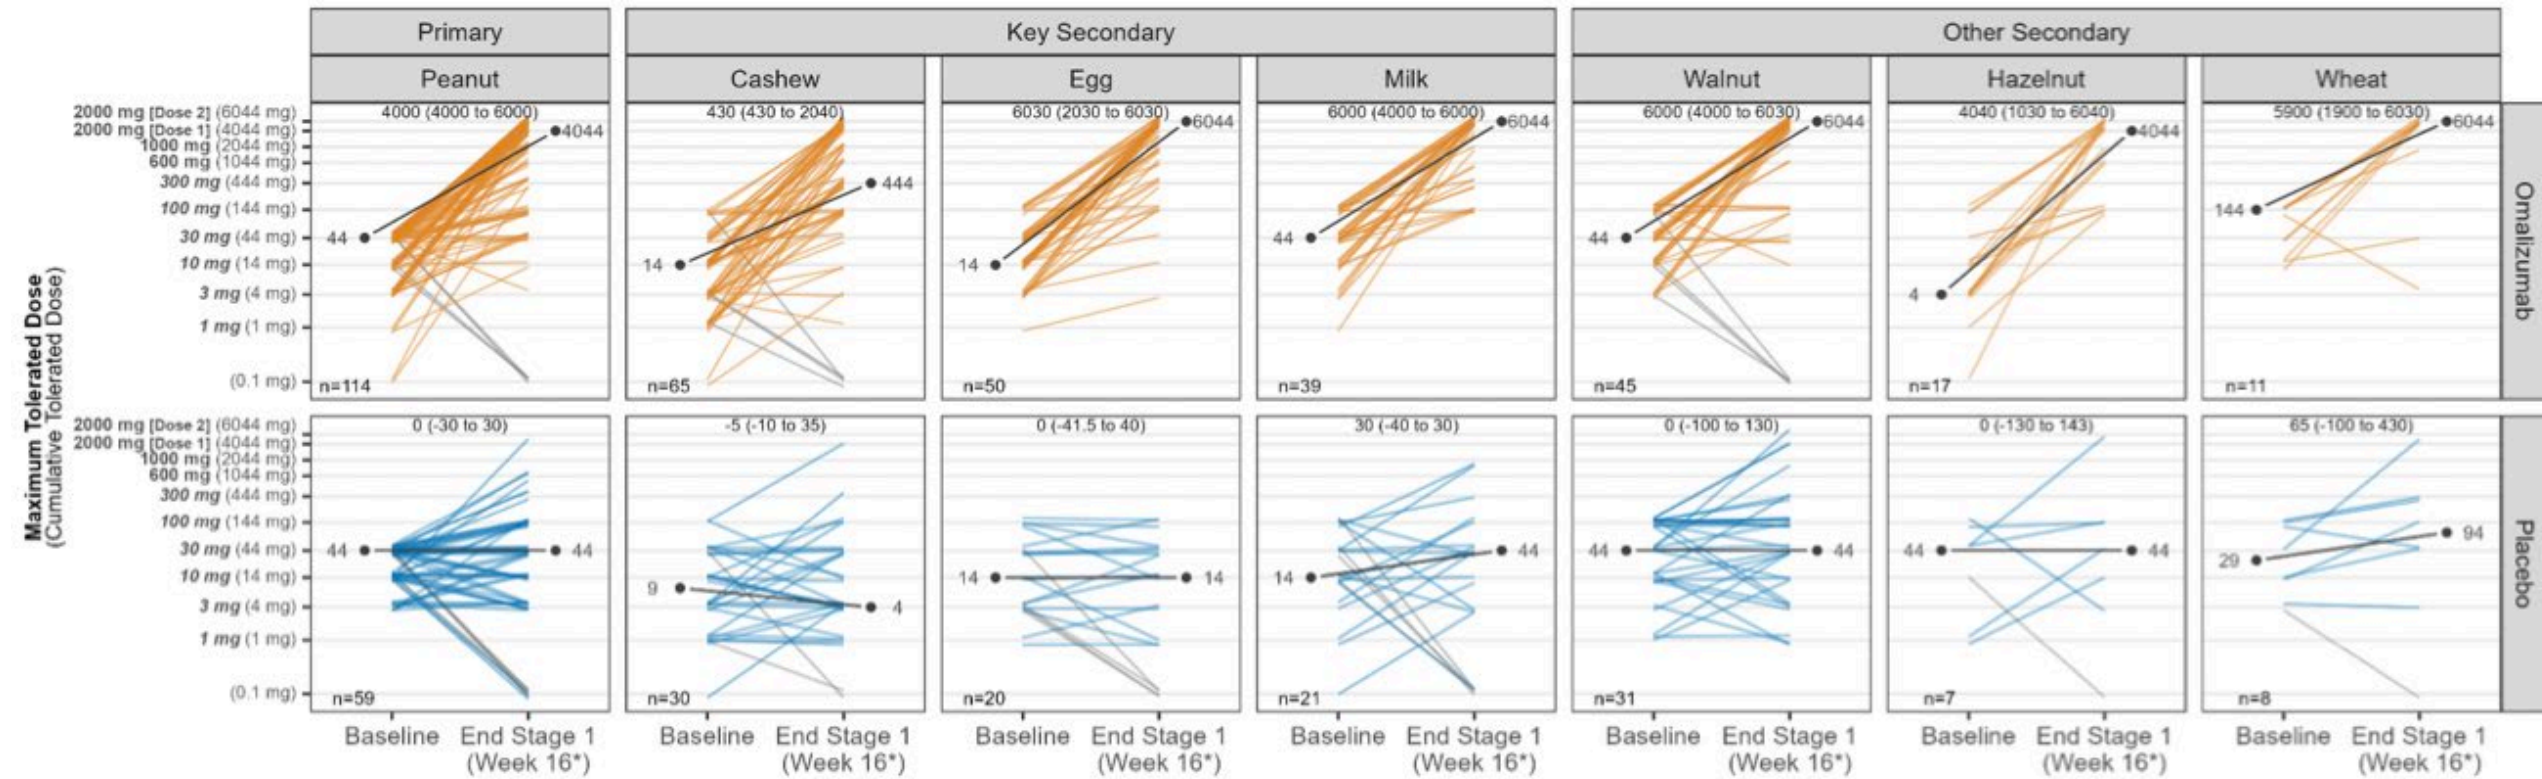 Primary
Key Secondary
Other Secondary
Peanut
Cashew
Egg
Milk
Walnut
Hazelnut
Wheat
Maximum Tolerated Dose
(Cumulative Tolerated Dose)
2000 mg [Dose 2] (6044 mg)
2000 mg [Dose 1] (4044 mg)
1000 mg (2044 mg)
600 mg (1044 mg)
300 mg (444 mg)
100 mg (144 mg)
30 mg (44 mg)
10 mg (14 mg)
3 mg (4 mg)
1 mg (1 mg)
(0.1 mg)
4000 (4000 to 6000)
44
4044
n=114
430 (430 to 2040)
14
444
n=65
6030 (2030 to 6030)
14
6044
n=50
6000 (4000 to 6000)
44
6044
n=39
6000 (4000 to 6030)
44
6044
n=45
4040 (1030 to 6040)
4
4044
n=17
5900 (1900 to 6030)
144
6044
n=11
Omalizumab
2000 mg [Dose 2] (6044 mg)
2000 mg [Dose 1] (4044 mg)
1000 mg (2044 mg)
600 mg (1044 mg)
300 mg (444 mg)
100 mg (144 mg)
30 mg (44 mg)
10 mg (14 mg)
3 mg (4 mg)
1 mg (1 mg)
(0.1 mg)
0 (-30 to 30)
44
44
n=59
-5 (-10 to 35)
9
4
n=30
0 (-41.5 to 40)
14
14
n=20
30 (-40 to 30)
14
44
n=21
0 (-100 to 130)
44
44
n=31
0 (-130 to 143)
44
44
n=7
65 (-100 to 430)
29
94
n=8
Placebo
Baseline
End Stage 1
(Week 16*)
Baseline
End Stage 1
(Week 16*)
Baseline
End Stage 1
(Week 16*)
Baseline
End Stage 1
(Week 16*)
Baseline
End Stage 1
(Week 16*)
Baseline
End Stage 1
(Week 16*)
Baseline
End Stage 1
(Week 16*)